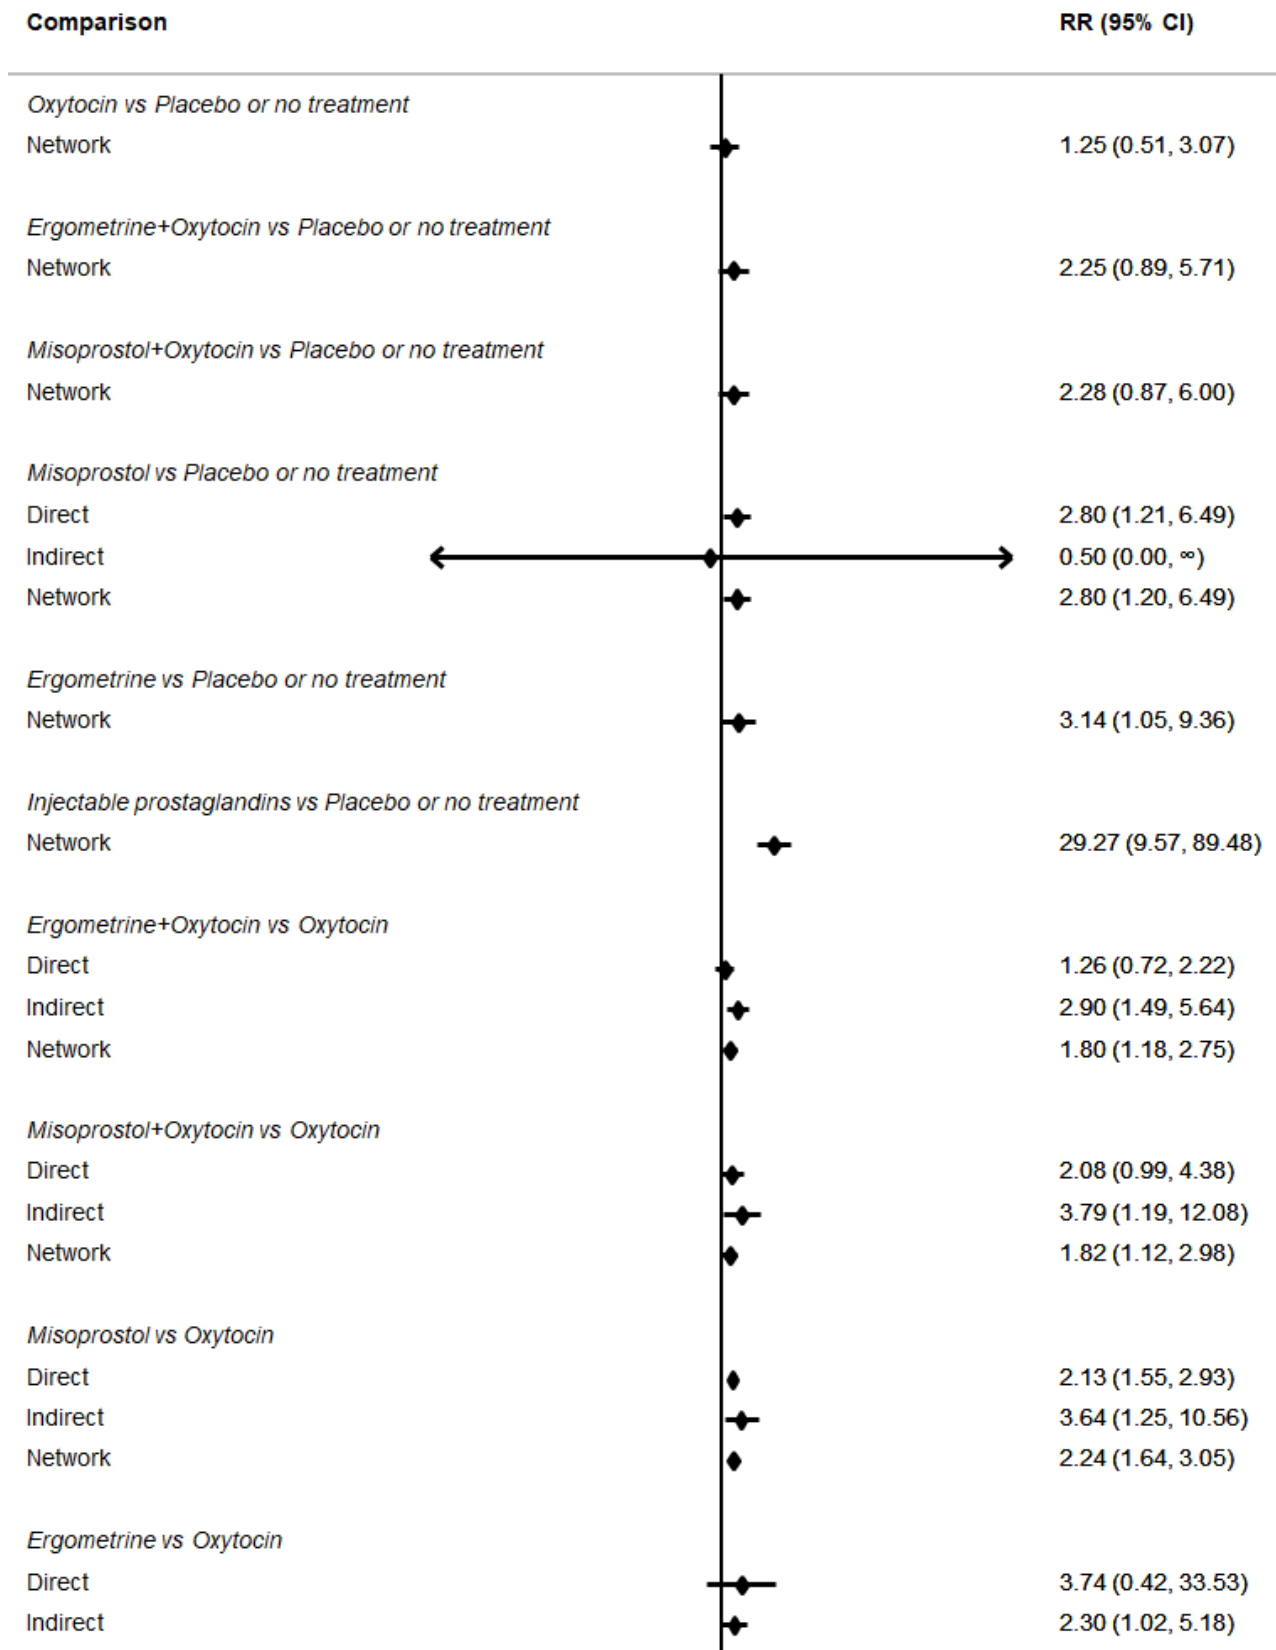 Comparison RR (95% CI)
Oxytocin vs Placebo or no treatment
Network 1.25 (0.51, 3.07)
Ergometrine+Oxytocin vs Placebo or no treatment
Network 2.25 (0.89, 5.71)
Misoprostol+Oxytocin vs Placebo or no treatment
Network 2.28 (0.87, 6.00)
Misoprostol vs Placebo or no treatment
Direct 2.80 (1.21, 6.49)
Indirect 0.50 (0.00, ∞)
Network 2.80 (1.20, 6.49)
Ergometrine vs Placebo or no treatment
Network 3.14 (1.05, 9.36)
Injectable prostaglandins vs Placebo or no treatment
Network 29.27 (9.57, 89.48)
Ergometrine+Oxytocin vs Oxytocin
Direct 1.26 (0.72, 2.22)
Indirect 2.90 (1.49, 5.64)
Network 1.80 (1.18, 2.75)
Misoprostol+Oxytocin vs Oxytocin
Direct 2.08 (0.99, 4.38)
Indirect 3.79 (1.19, 12.08)
Network 1.82 (1.12, 2.98)
Misoprostol vs Oxytocin
Direct 2.13 (1.55, 2.93)
Indirect 3.64 (1.25, 10.56)
Network 2.24 (1.64, 3.05)
Ergometrine vs Oxytocin
Direct 3.74 (0.42, 33.53)
Indirect 2.30 (1.02, 5.18)